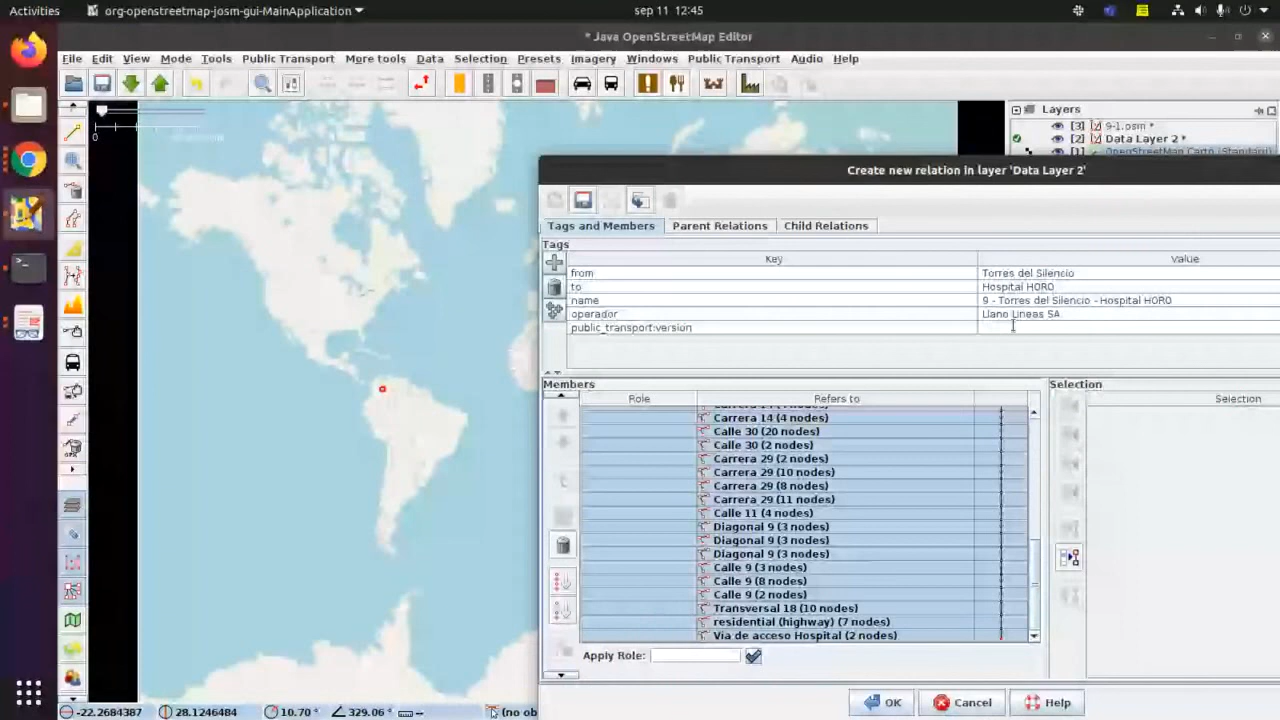 Activities org-openstreetmap-josm-gui-MainApplication sep 11 12:45
* Java OpenStreetMap Editor
File Edit View Mode Tools Public Transport More tools Data Selection Presets Imagery Windows Public Transport Audio Help
Layers
0
[3] 9-1.osm *
[2] Data Layer 2 *
[1] OpenStreetMap Carto (Standard)
Create new relation in layer 'Data Layer 2'
Tags and Members Parent Relations Child Relations
Tags
Key Value
from Torres del Silencio
to Hospital HORO
name 9 - Torres del Silencio - Hospital HORO
operador Llano Lineas SA
public_transport:version
Members Selection
Role Refers to Selection
Carrera 14 (4 nodes)
Calle 30 (20 nodes)
Calle 30 (2 nodes)
Carrera 29 (2 nodes)
Carrera 29 (10 nodes)
Carrera 29 (8 nodes)
Carrera 29 (11 nodes)
Calle 11 (4 nodes)
Diagonal 9 (3 nodes)
Diagonal 9 (3 nodes)
Diagonal 9 (3 nodes)
Calle 9 (3 nodes)
Calle 9 (8 nodes)
Calle 9 (2 nodes)
Transversal 18 (10 nodes)
residential (highway) (7 nodes)
Vía de acceso Hospital (2 nodes)
Apply Role:
OK Cancel Help
-22.2684387 28.1246484 10.70 ° 329.06 ° -- (no ob